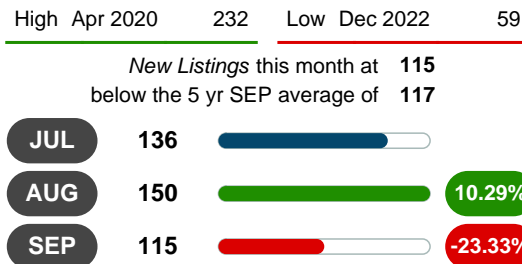 High Apr 2020 232 Low Dec 2022 59
New Listings this month at 115
below the 5 yr SEP average of 117
JUL 136
AUG 150 10.29%
SEP 115 -23.33%